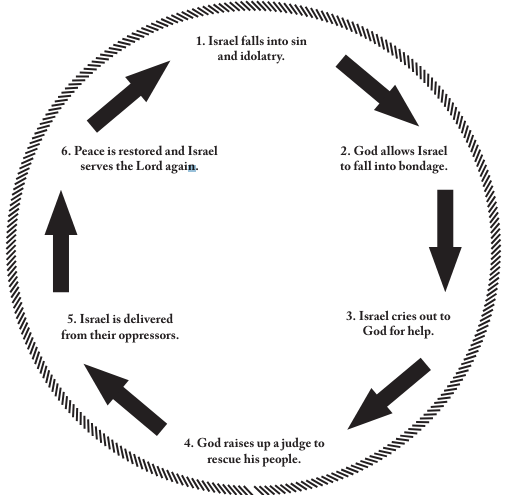 1. Israel falls into sin
and idolatry.
2. God allows Israel
to fall into bondage.
3. Israel cries out to
God for help.
4. God raises up a judge to
rescue his people.
5. Israel is delivered
from their oppressors.
6. Peace is restored and Israel
serves the Lord again.